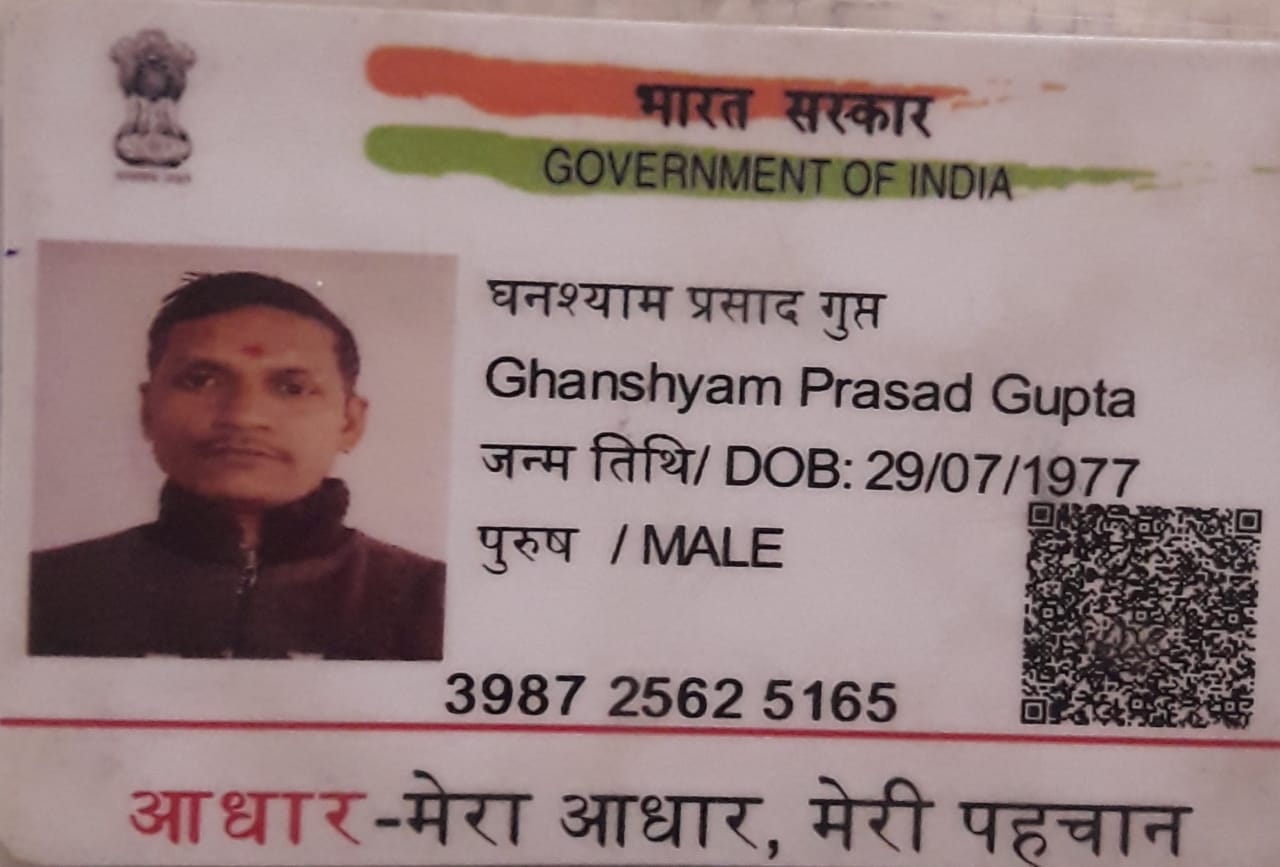 भारत सरकार
GOVERNMENT OF INDIA
घनश्याम प्रसाद गुप्त
Ghanshyam Prasad Gupta
जन्म तिथि/ DOB: 29/07/1977
पुरुष / MALE
3987 2562 5165
आधार-मेरा आधार, मेरी पहचान